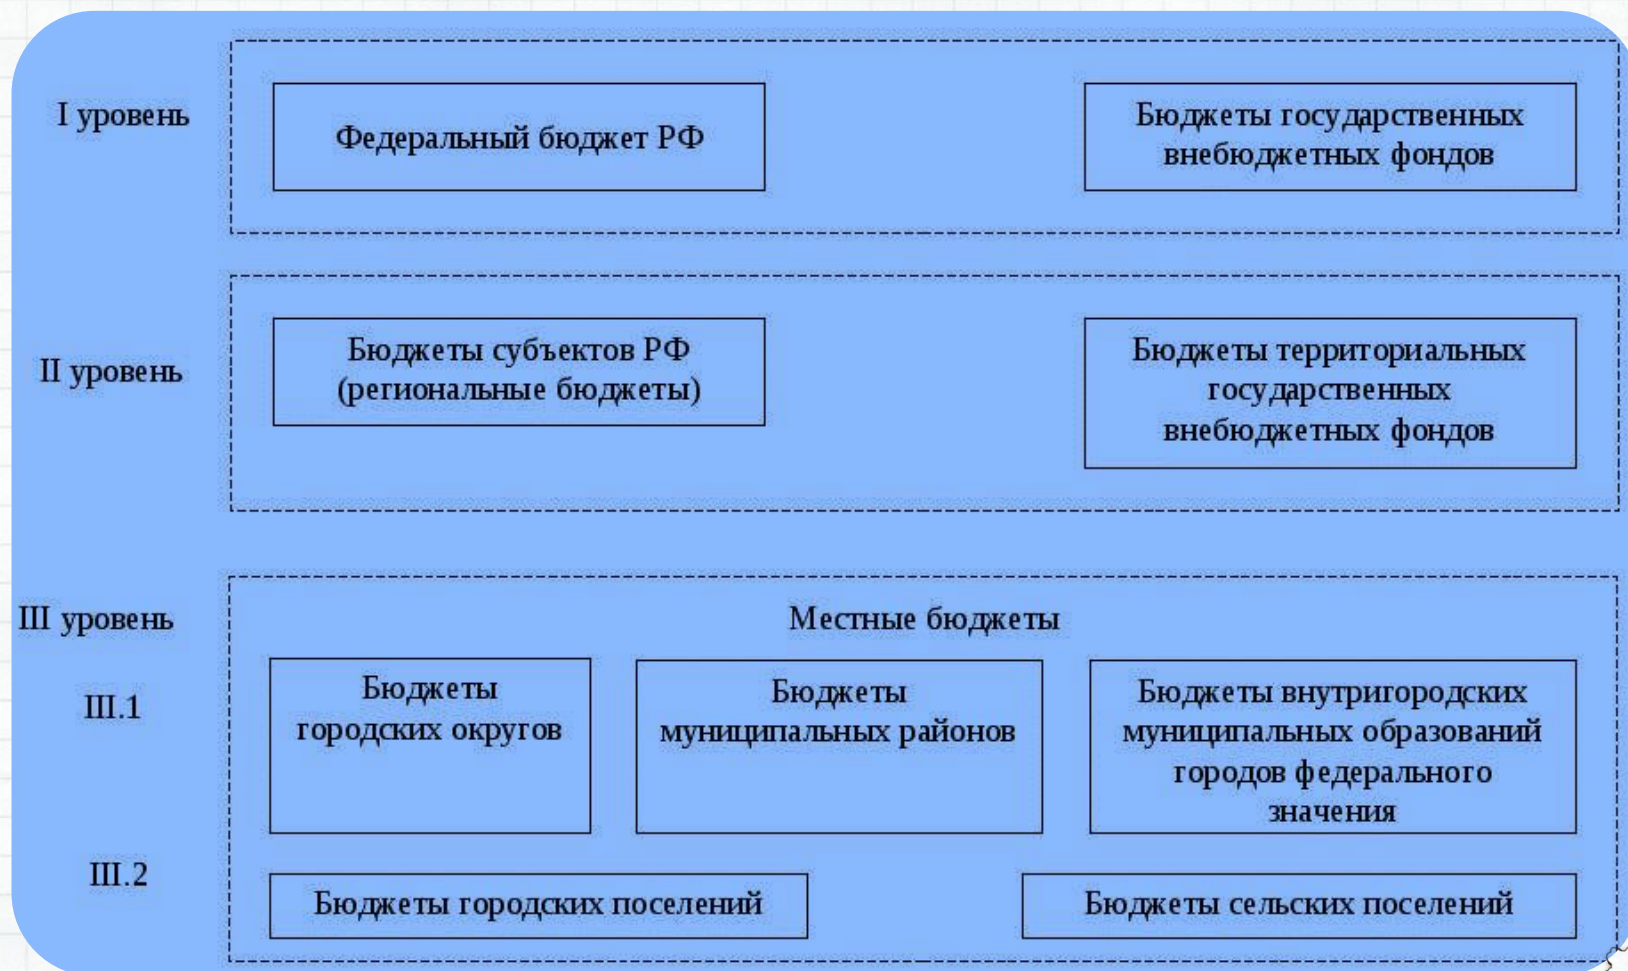 I уровень
Федеральный бюджет РФ
Бюджеты государственных
внебюджетных фондов
II уровень
Бюджеты субъектов РФ
(региональные бюджеты)
Бюджеты территориальных
государственных
внебюджетных фондов
III уровень
Местные бюджеты
III.1
Бюджеты
городских округов
Бюджеты
муниципальных районов
Бюджеты внутригородских
муниципальных образований
городов федерального
значения
III.2
Бюджеты городских поселений
Бюджеты сельских поселений